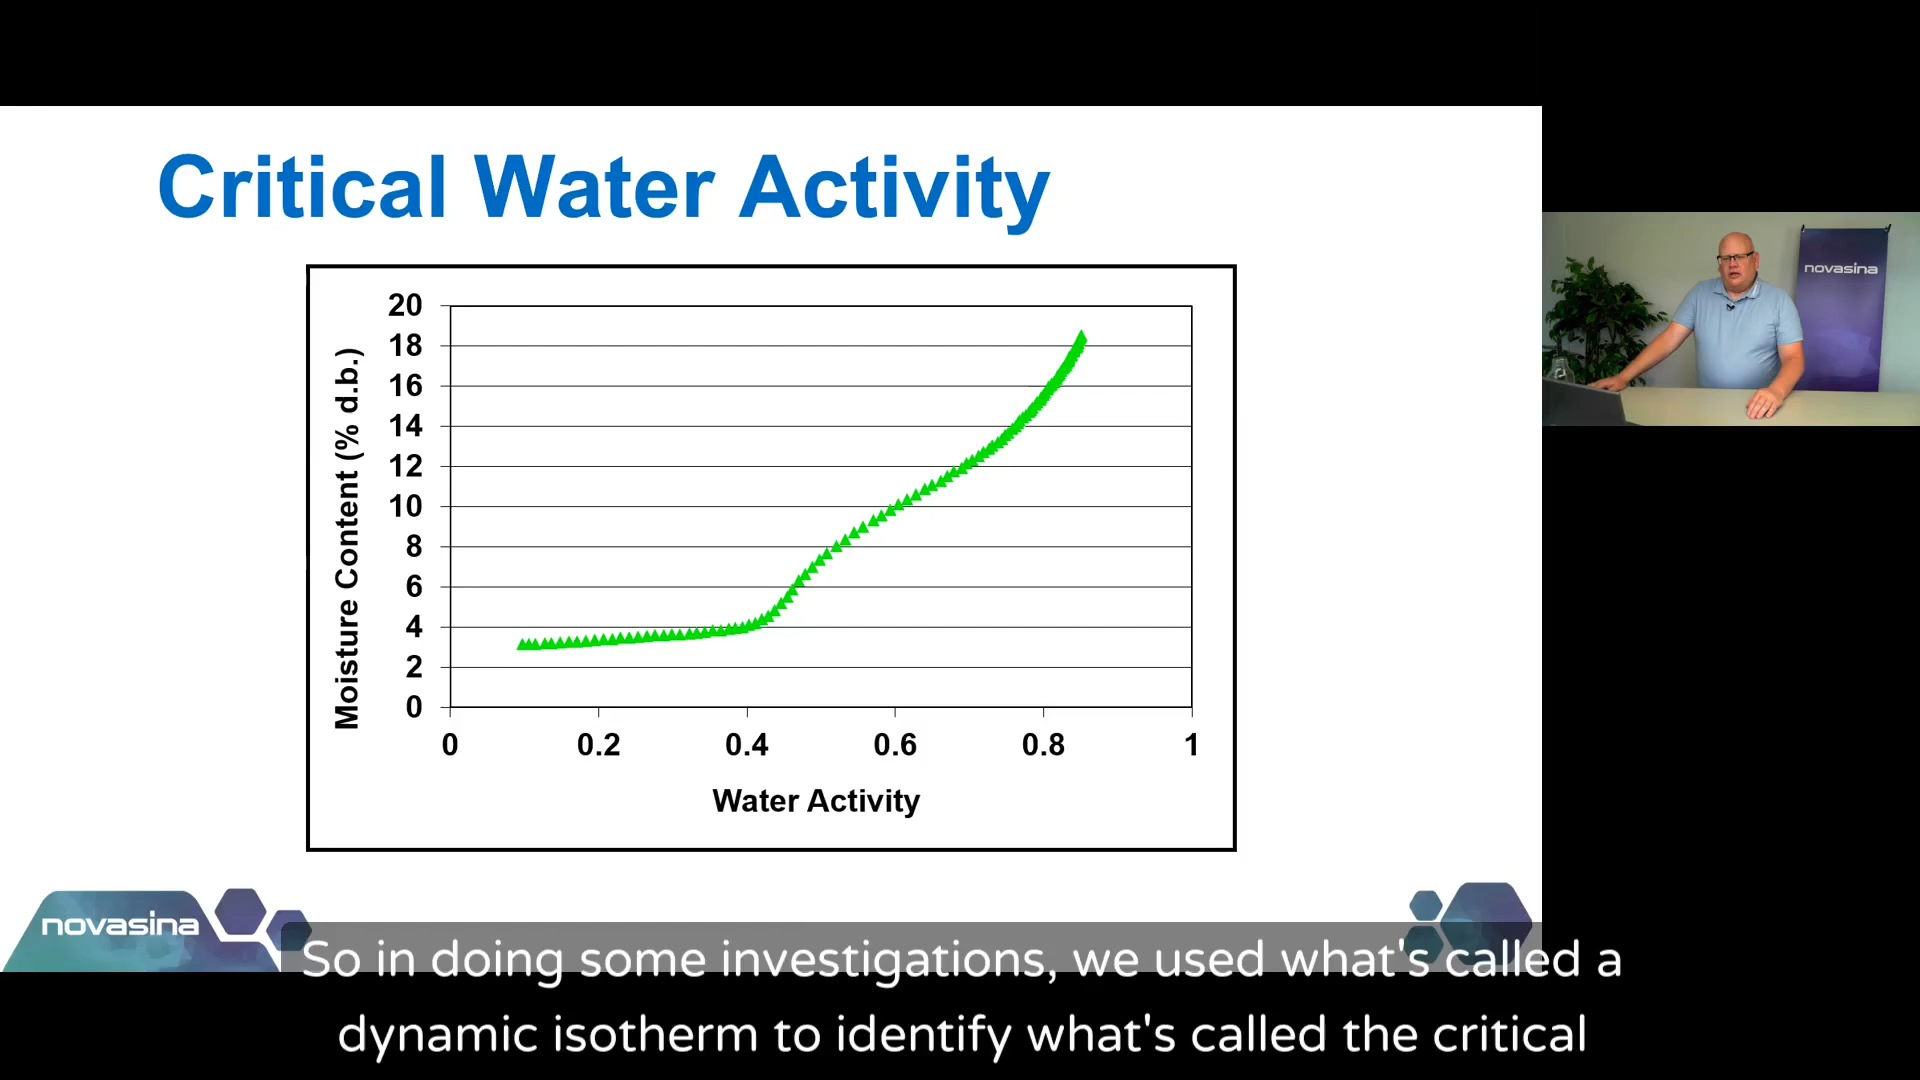 Critical Water Activity
Moisture Content (% d.b.)
20
18
16
14
12
10
8
6
4
2
0
0 0.2 0.4 0.6 0.8 1
Water Activity
novasina
novasina
So in doing some investigations, we used what's called a
dynamic isotherm to identify what's called the critical